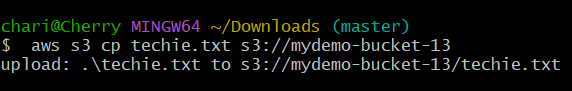 chari@Cherry MINGW64 ~/Downloads (master)
$  aws s3 cp techie.txt s3://mydemo-bucket-13
upload: .\techie.txt to s3://mydemo-bucket-13/techie.txt